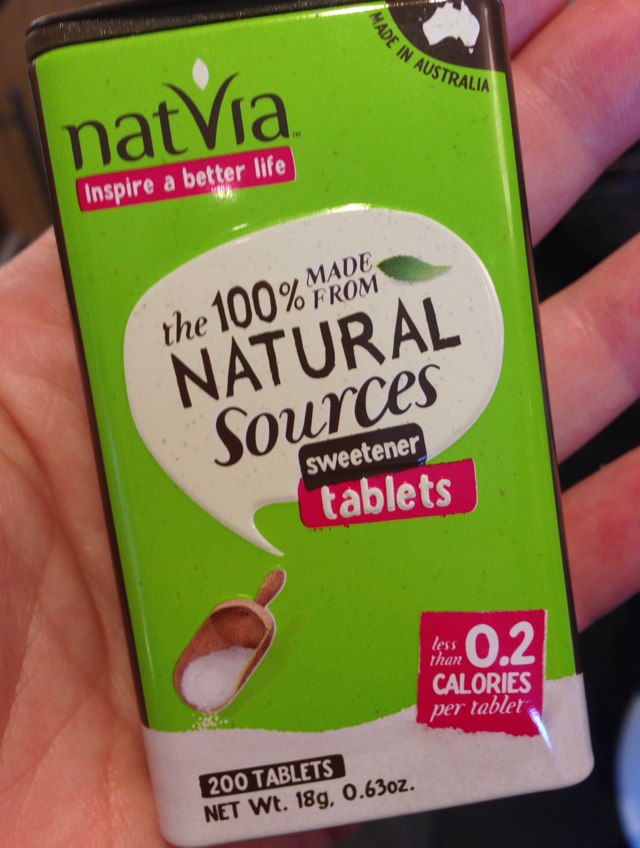 MADE IN AUSTRALIA
natvia™
Inspire a better life
the 100% MADE FROM
NATURAL
Sources
sweetener
tablets
less than 0.2
CALORIES
per tablet
200 TABLETS
NET Wt. 18g, 0.63oz.